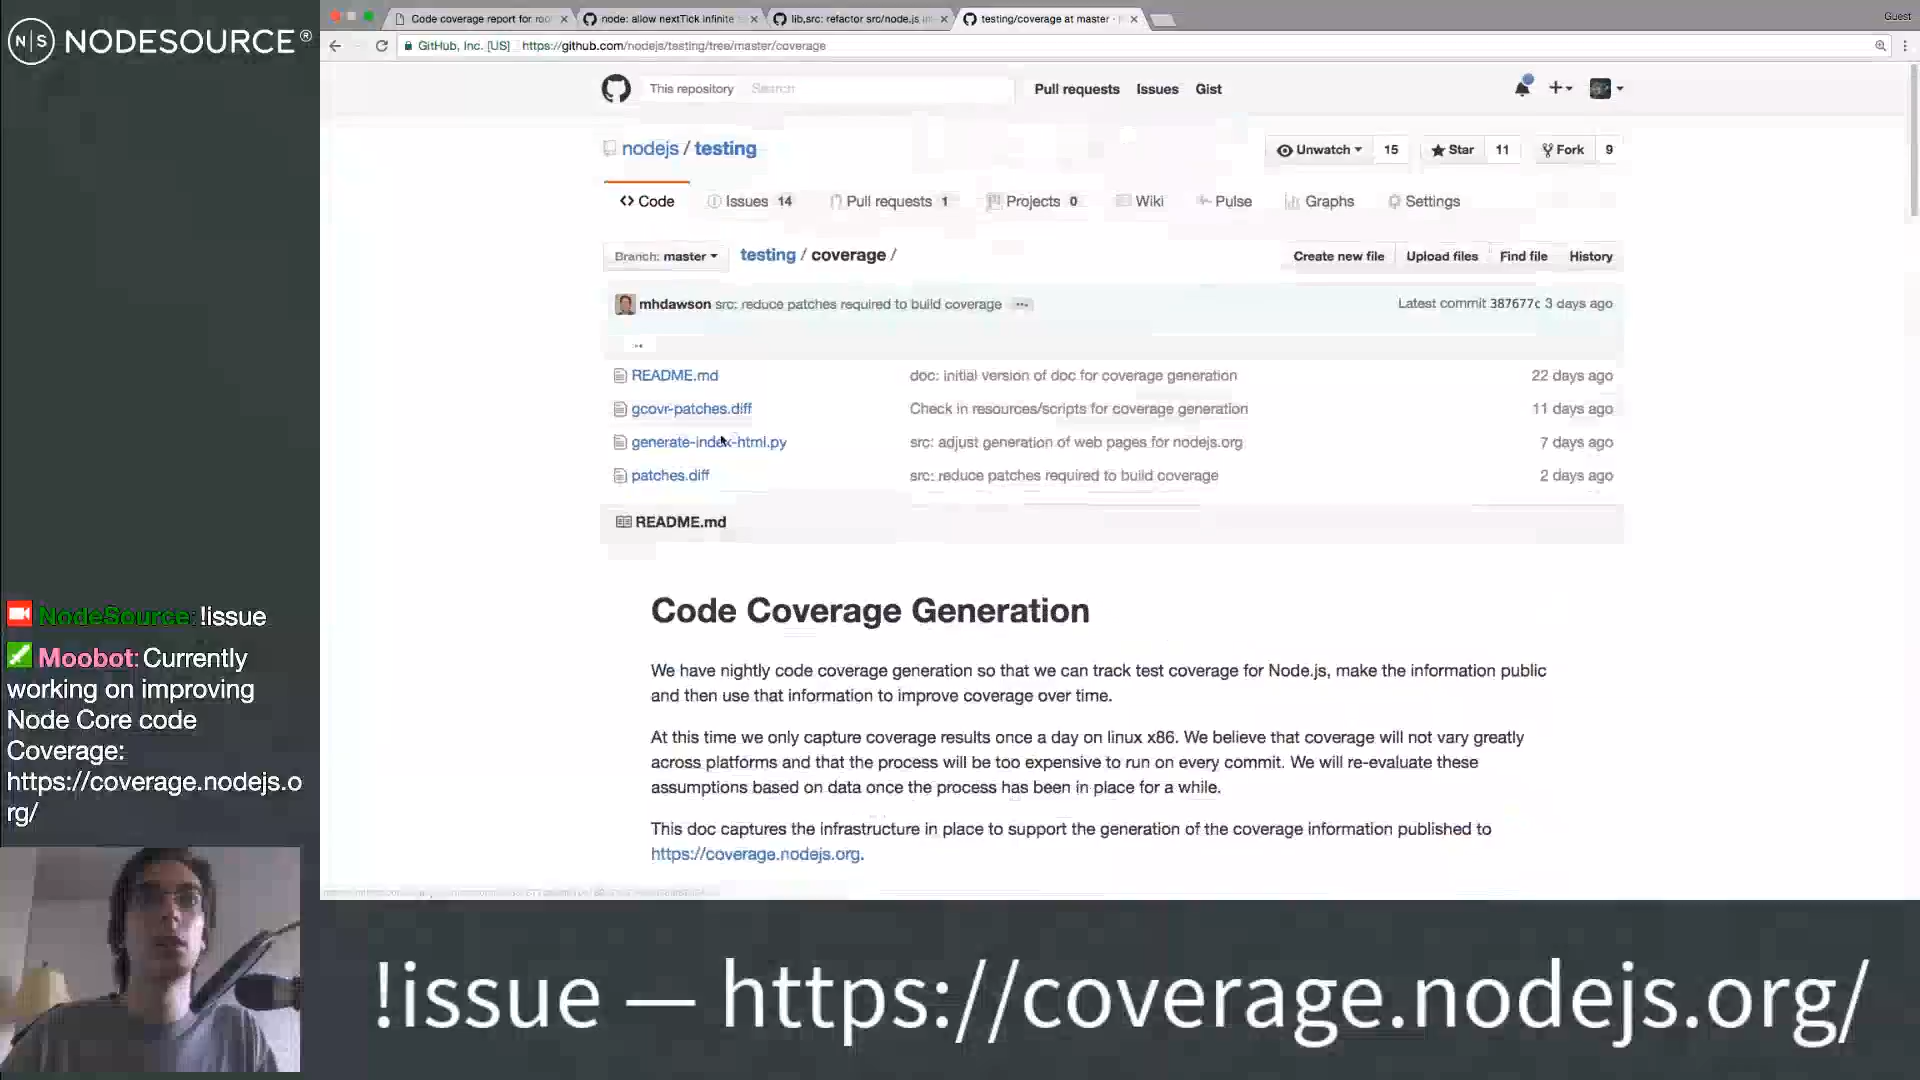 N|S NODESOURCE®
Code coverage report for root
node: allow nextTick infinite
lib,src: refactor src/node.js in
testing/coverage at master ·
Guest
GitHub, Inc. [US] https://github.com/nodejs/testing/tree/master/coverage
This repository Search Pull requests Issues Gist
nodejs / testing
Unwatch 15 Star 11 Fork 9
<> Code Issues 14 Pull requests 1 Projects 0 Wiki Pulse Graphs Settings
Branch: master testing / coverage / Create new file Upload files Find file History
mhdawson src: reduce patches required to build coverage ... Latest commit 387677c 3 days ago
..
README.md doc: initial version of doc for coverage generation 22 days ago
gcovr-patches.diff Check in resources/scripts for coverage generation 11 days ago
generate-index-html.py src: adjust generation of web pages for nodejs.org 7 days ago
patches.diff src: reduce patches required to build coverage 2 days ago
README.md
Code Coverage Generation
We have nightly code coverage generation so that we can track test coverage for Node.js, make the information public
and then use that information to improve coverage over time.
At this time we only capture coverage results once a day on linux x86. We believe that coverage will not vary greatly
across platforms and that the process will be too expensive to run on every commit. We will re-evaluate these
assumptions based on data once the process has been in place for a while.
This doc captures the infrastructure in place to support the generation of the coverage information published to
https://coverage.nodejs.org.
NodeSource: !issue
Moobot: Currently
working on improving
Node Core code
Coverage:
https://coverage.nodejs.o
rg/
!issue — https://coverage.nodejs.org/